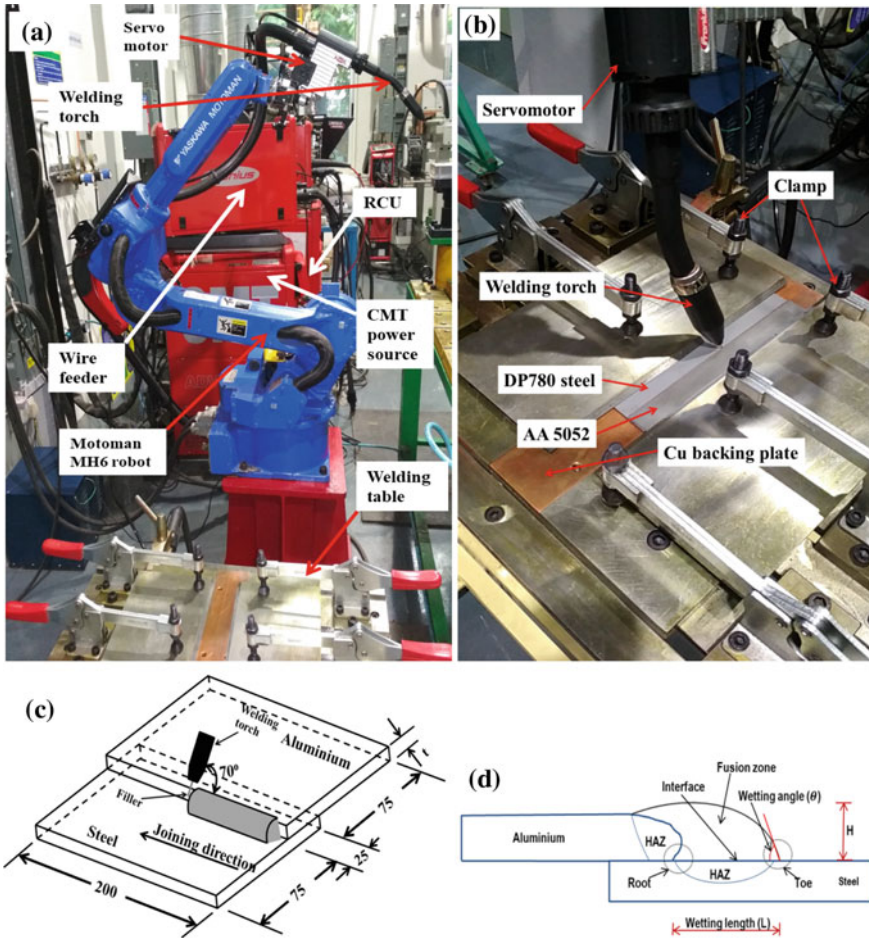 (a)
Servo
motor
Welding
torch
YASKAWA MOTOMAN
RCU
CMT
power
source
Wire
feeder
Motoman
MH6 robot
Welding
table
(b)
Fronius
Servomotor
Clamp
Welding torch
DP780 steel
AA 5052
Cu backing plate
(c)
Welding
torch
Aluminium
70°
Filler
Steel
Joining direction
t
75
25
75
200
(d)
Fusion zone
Interface
Wetting angle (θ)
H
Aluminium
HAZ
HAZ
Root
Toe
Steel
Wetting length (L)